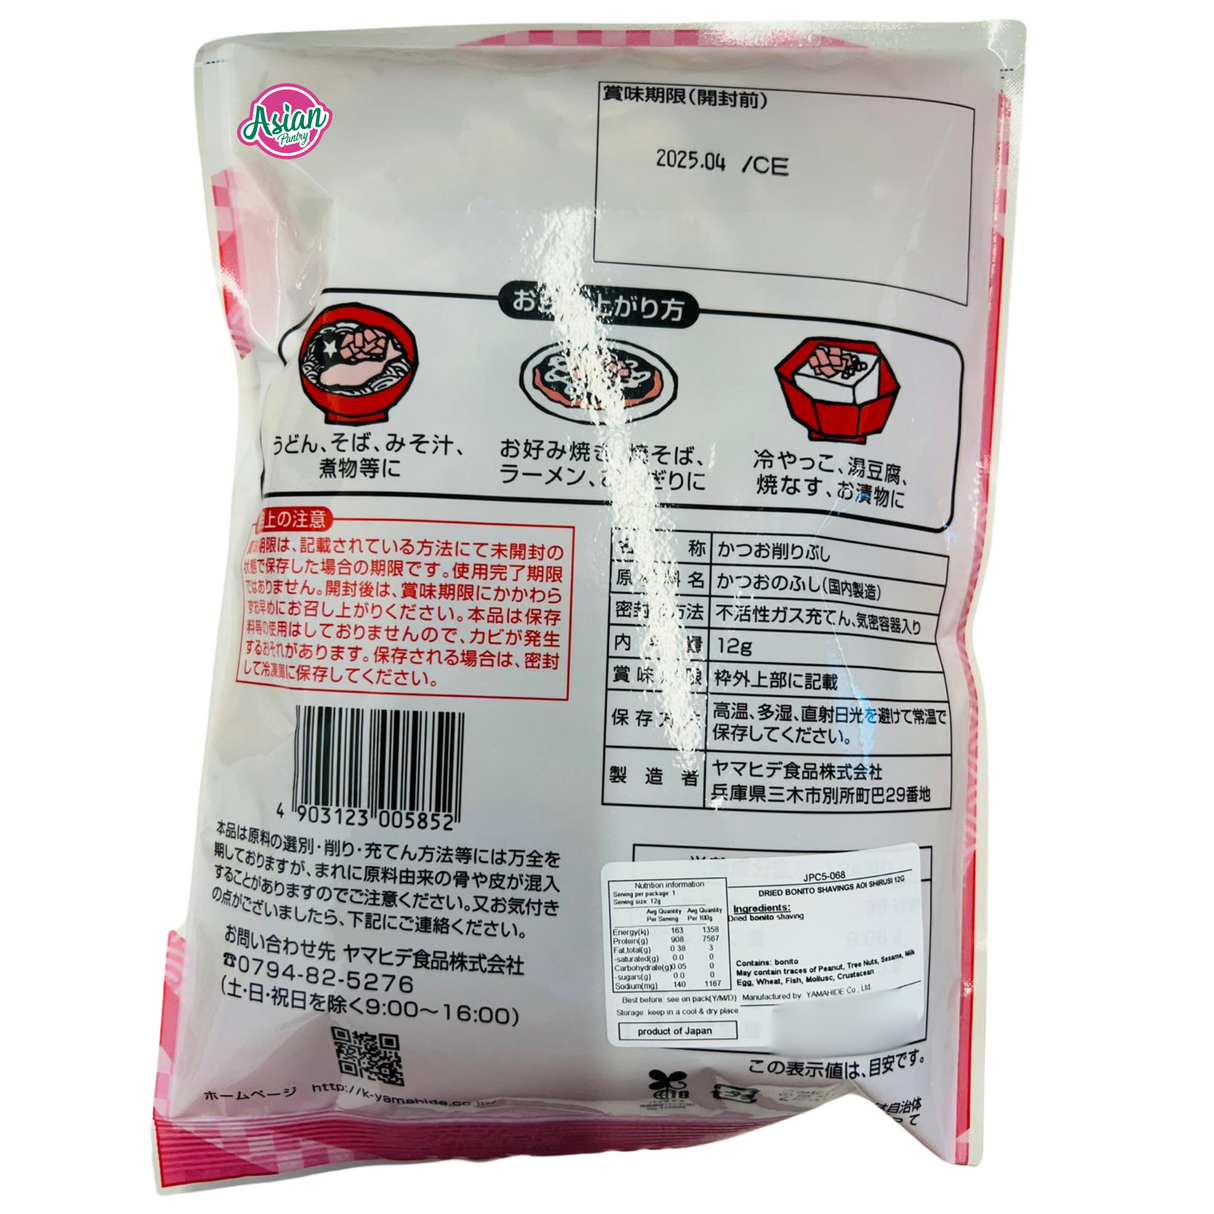 Asian
Pantry
賞味期限(開封前)
2025.04 /CE
上がり方
うどん、そば、みそ汁、
煮物等に
お好み焼き、焼そば、
ラーメン、おにぎりに
冷やっこ、湯豆腐、
焼なす、お漬物に
上の注意
期限は、記載されている方法にて未開封の
状態で保存した場合の期限です。使用完了期限
ではありません。開封後は、賞味期限にかかわら
ずお早めにお召し上がりください。本品は保存
料等の使用はしておりませんので、カビが発生
するおそれがあります。保存される場合は、密封
して冷凍庫に保存してください。
名 称 かつお削りぶし
原材料名 かつおのふし(国内製造)
密封の方法 不活性ガス充てん、気密容器入り
内 容 量 12g
賞味期限 枠外上部に記載
保存方法 高温、多湿、直射日光を避けて常温で
保存してください。
製造者 ヤマヒデ食品株式会社
兵庫県三木市別所町巴29番地
4 903123 005852
本品は原料の選別・削り・充てん方法等には万全を
期しておりますが、まれに原料由来の骨や皮が混入
することがありますのでご注意ください。又お気付き
の点がございましたら、下記にご連絡ください。
お問い合わせ先 ヤマヒデ食品株式会社
☎0794-82-5276
(土・日・祝日を除く9:00〜16:00)
ホームページ http://k-yamahide.co.jp/
JPC5-068
DRIED BONITO SHAVINGS AOI SHIRUSI 12G
Nutrition information
Serving per package: 1
Serving size: 12g
Avg Quantity Avg Quantity
Per Serving Per 100g
Energy(kj) 163 1358
Protein(g) 908 7567
Fat,total(g) 0.38 3
-saturated(g) 0.0 0
Carbohydrate(g) 0.05 0
-sugars(g) 0.0 0
Sodium(mg) 140 1167
Ingredients:
Dried bonito shaving
Contains: bonito
May contain traces of Peanut, Tree Nuts, Sesame, Milk
Egg, Wheat, Fish, Mollusc, Crustacean
Best before: see on pack(Y/M/D) Manufactured by YAMAHIDE Co., Ltd.
Storage: keep in a cool & dry place
product of Japan
この表示値は、目安です。
自治体
って